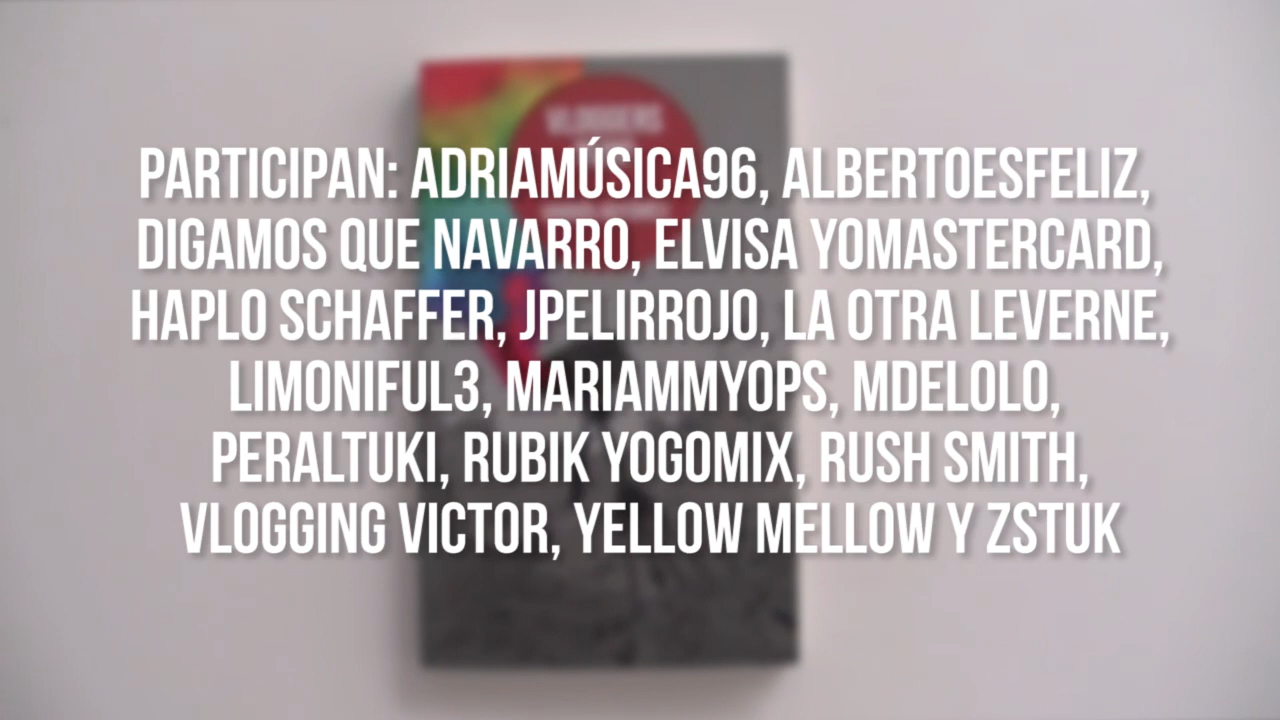 PARTICIPAN: ADRIAMÚSICA96, ALBERTOESFELIZ,
DIGAMOS QUE NAVARRO, ELVISA YOMASTERCARD,
HAPLO SCHAFFER, JPELIRROJO, LA OTRA LEVERNE,
LIMONIFUL3, MARIAMMYOPS, MDELOLO,
PERALTUKI, RUBIK YOGOMIX, RUSH SMITH,
VLOGGING VICTOR, YELLOW MELLOW Y ZSTUK
VLOGGERS